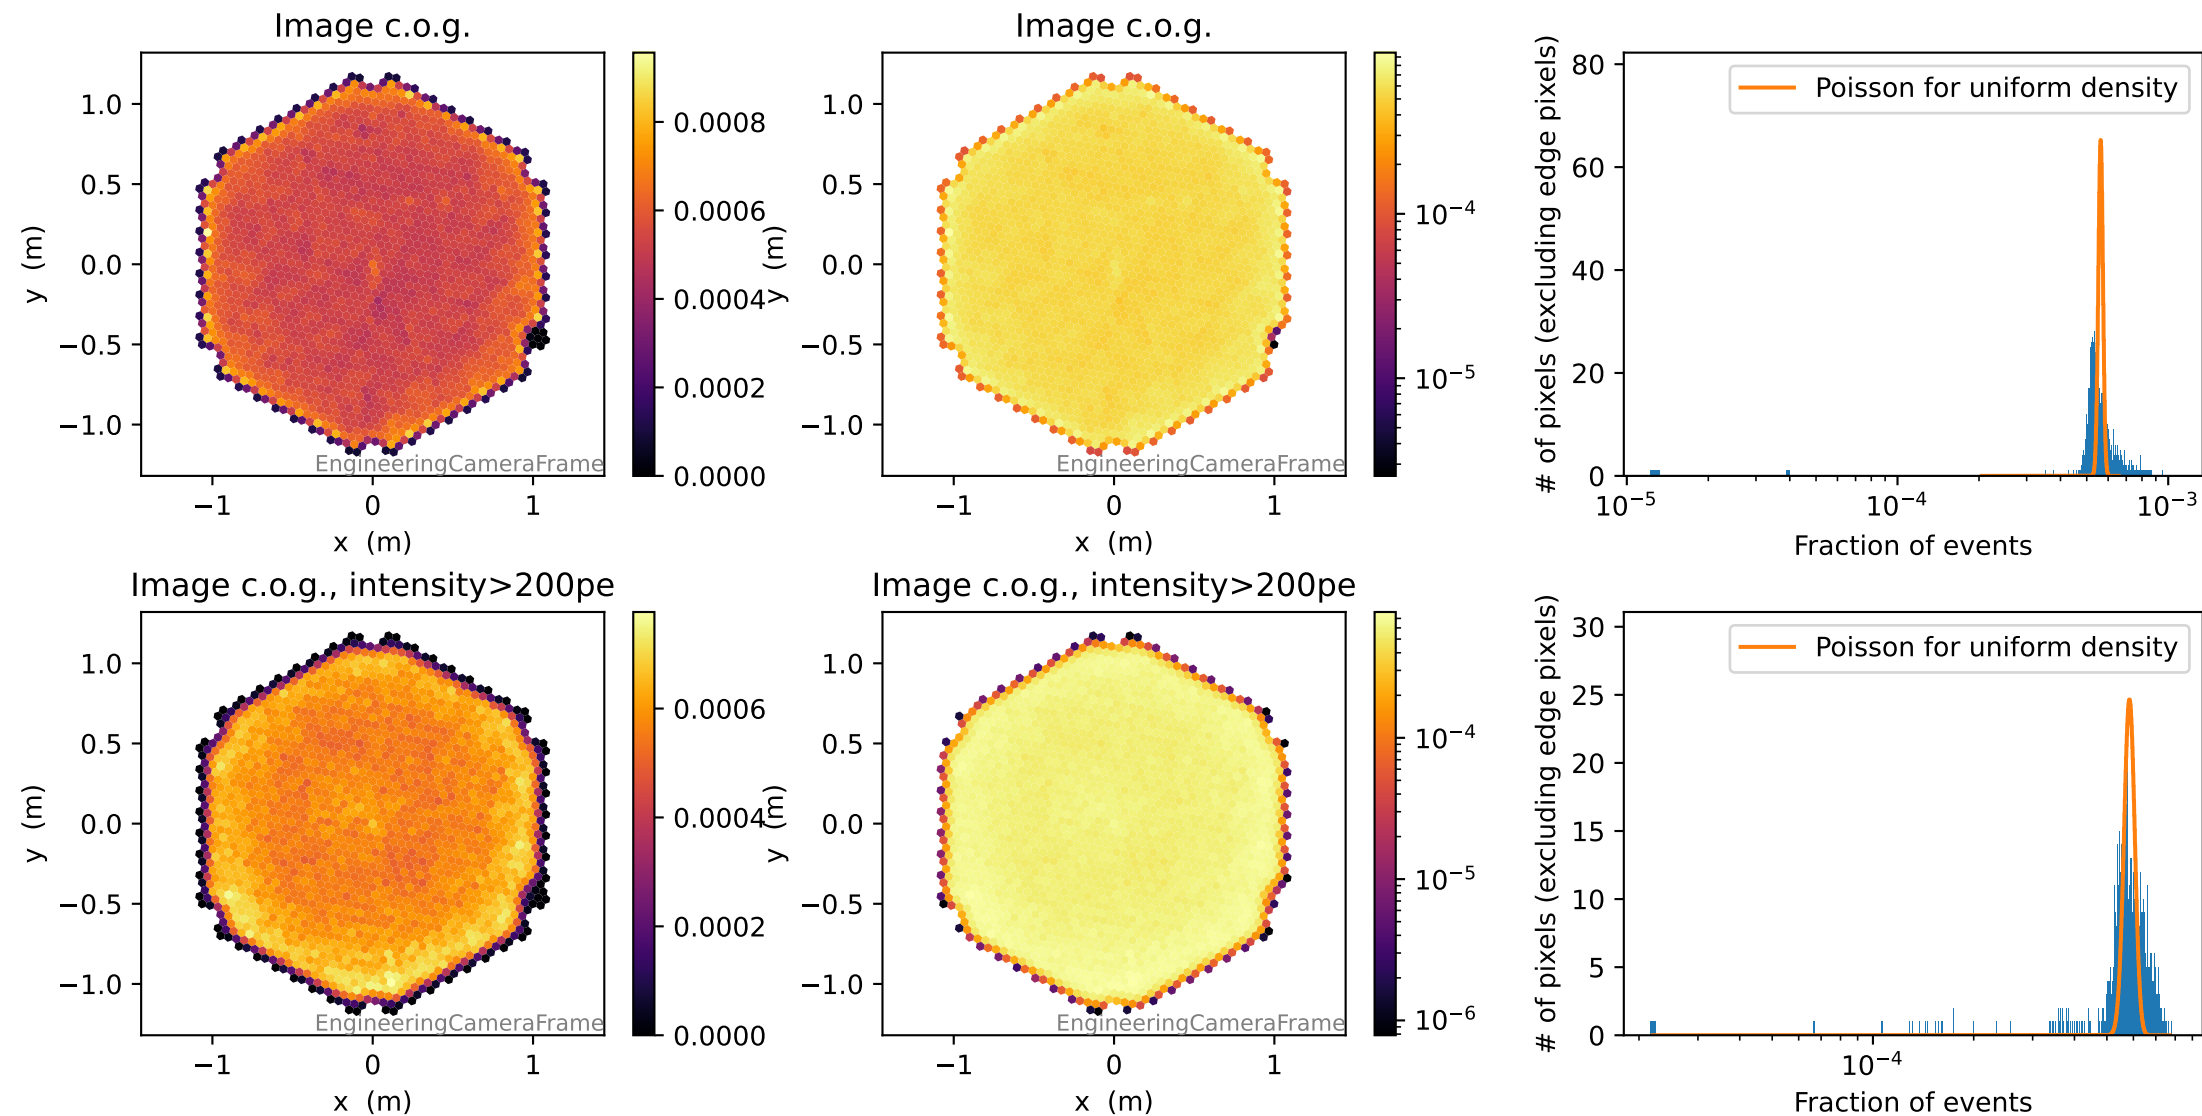 Image c.o.g.
y (m)
1.0
0.5
0.0
−0.5
−1.0
−1
0
1
x (m)
EngineeringCameraFrame
0.0008
0.0006
0.0004
0.0002
0.0000
Image c.o.g.
y (m)
1.0
0.5
0.0
−0.5
−1.0
−1
0
1
x (m)
EngineeringCameraFrame
10⁻⁴
10⁻⁵
# of pixels (excluding edge pixels)
80
60
40
20
0
Poisson for uniform density
10⁻⁵
10⁻⁴
10⁻³
Fraction of events
Image c.o.g., intensity>200pe
y (m)
1.0
0.5
0.0
−0.5
−1.0
−1
0
1
x (m)
EngineeringCameraFrame
0.0006
0.0004
0.0002
0.0000
Image c.o.g., intensity>200pe
y (m)
1.0
0.5
0.0
−0.5
−1.0
−1
0
1
x (m)
EngineeringCameraFrame
10⁻⁴
10⁻⁵
10⁻⁶
# of pixels (excluding edge pixels)
30
25
20
15
10
5
0
Poisson for uniform density
10⁻⁴
Fraction of events